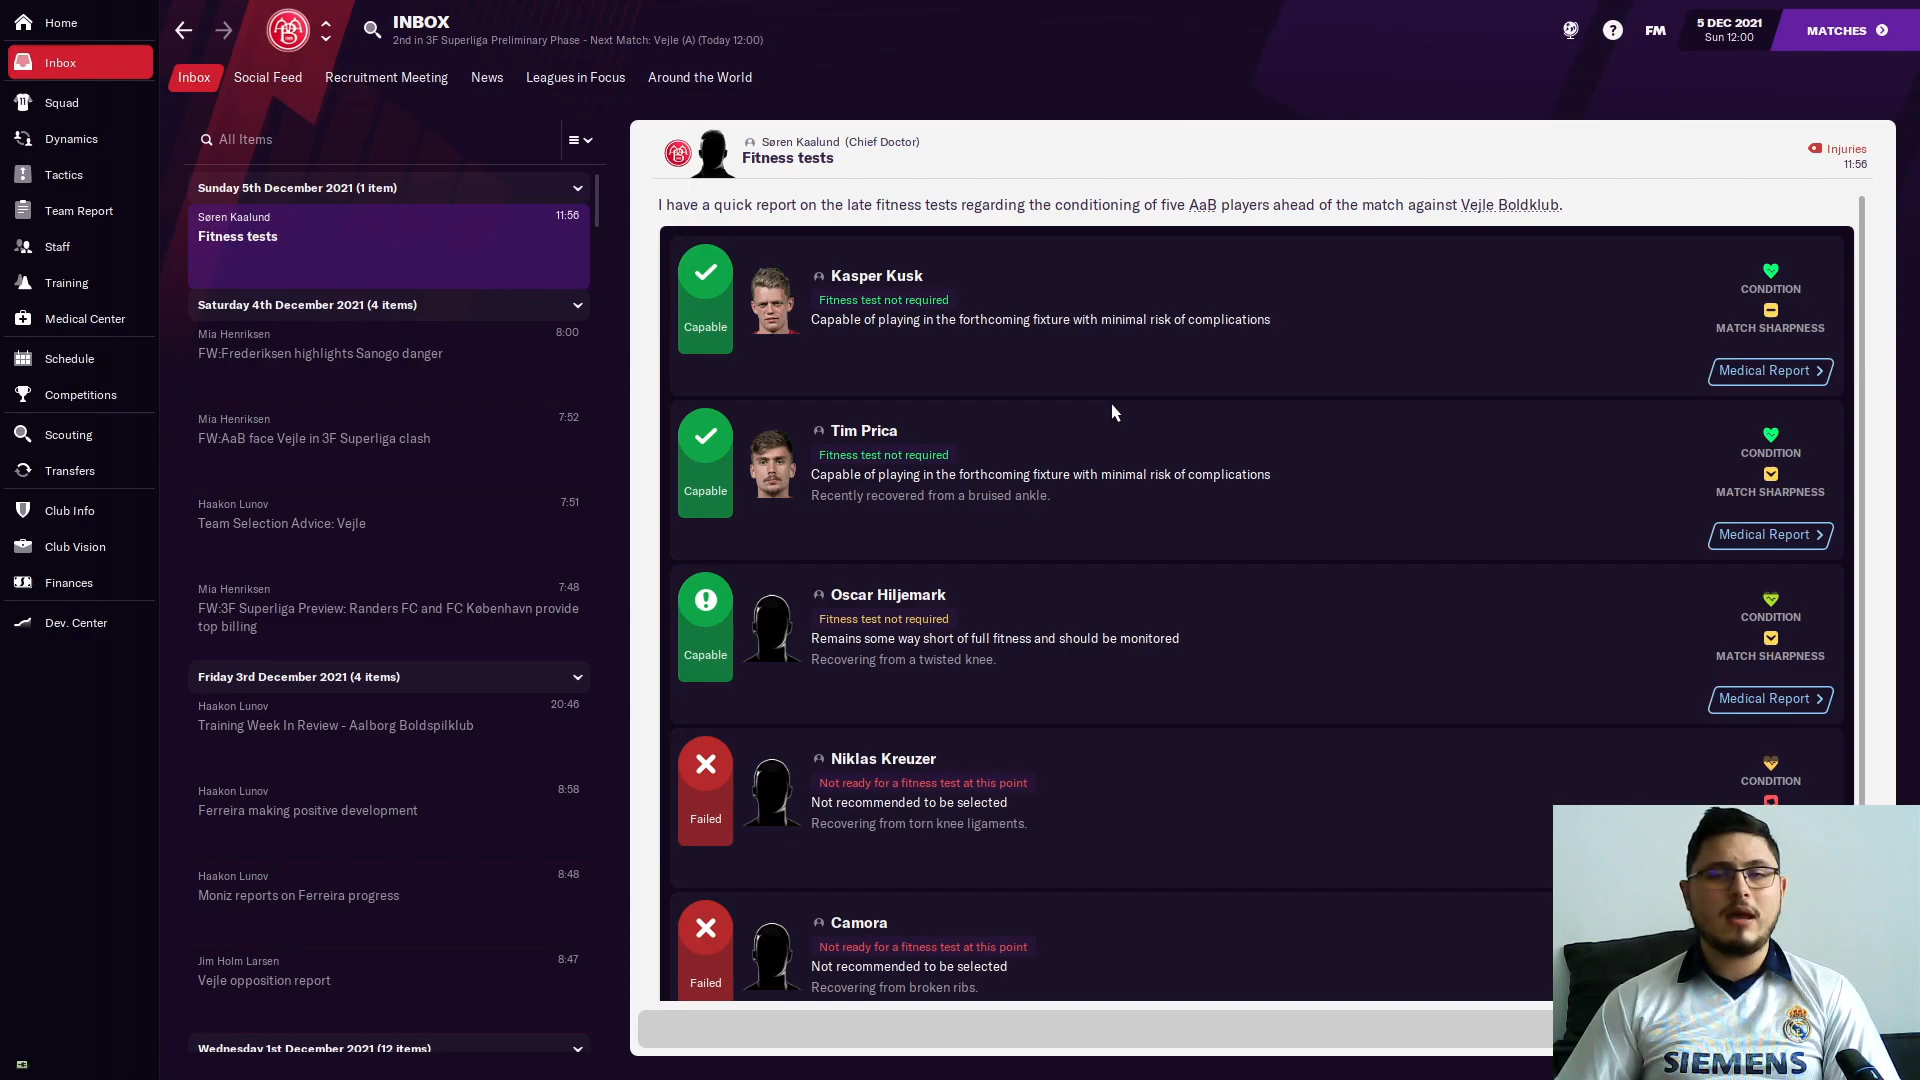 Home
Inbox
Squad
Dynamics
Tactics
Team Report
Staff
Training
Medical Center
Schedule
Competitions
Scouting
Transfers
Club Info
Club Vision
Finances
Dev. Center
INBOX
2nd in 3F Superliga Preliminary Phase - Next Match: Vejle (A) (Today 12:00)
FM
5 DEC 2021
Sun 12:00
MATCHES
Inbox
Social Feed
Recruitment Meeting
News
Leagues in Focus
Around the World
All Items
Sunday 5th December 2021 (1 item)
Søren Kaalund 11:56
Fitness tests
Saturday 4th December 2021 (4 items)
Mia Henriksen 8:00
FW:Frederiksen highlights Sanogo danger
Mia Henriksen 7:52
FW:AaB face Vejle in 3F Superliga clash
Haakon Lunov 7:51
Team Selection Advice: Vejle
Mia Henriksen 7:48
FW:3F Superliga Preview: Randers FC and FC København provide
top billing
Friday 3rd December 2021 (4 items)
Haakon Lunov 20:46
Training Week In Review - Aalborg Boldspilklub
Haakon Lunov 8:58
Ferreira making positive development
Haakon Lunov 8:48
Moniz reports on Ferreira progress
Jim Holm Larsen 8:47
Vejle opposition report
Wednesday 1st December 2021 (12 items)
Søren Kaalund (Chief Doctor)
Fitness tests
Injuries
11:56
I have a quick report on the late fitness tests regarding the conditioning of five AaB players ahead of the match against Vejle Boldklub.
Capable
Kasper Kusk
Fitness test not required
Capable of playing in the forthcoming fixture with minimal risk of complications
CONDITION
MATCH SHARPNESS
Medical Report
Capable
Tim Prica
Fitness test not required
Capable of playing in the forthcoming fixture with minimal risk of complications
Recently recovered from a bruised ankle.
CONDITION
MATCH SHARPNESS
Medical Report
Capable
Oscar Hiljemark
Fitness test not required
Remains some way short of full fitness and should be monitored
Recovering from a twisted knee.
CONDITION
MATCH SHARPNESS
Medical Report
Failed
Niklas Kreuzer
Not ready for a fitness test at this point
Not recommended to be selected
Recovering from torn knee ligaments.
CONDITION
Failed
Camora
Not ready for a fitness test at this point
Not recommended to be selected
Recovering from broken ribs.
SIEMENS